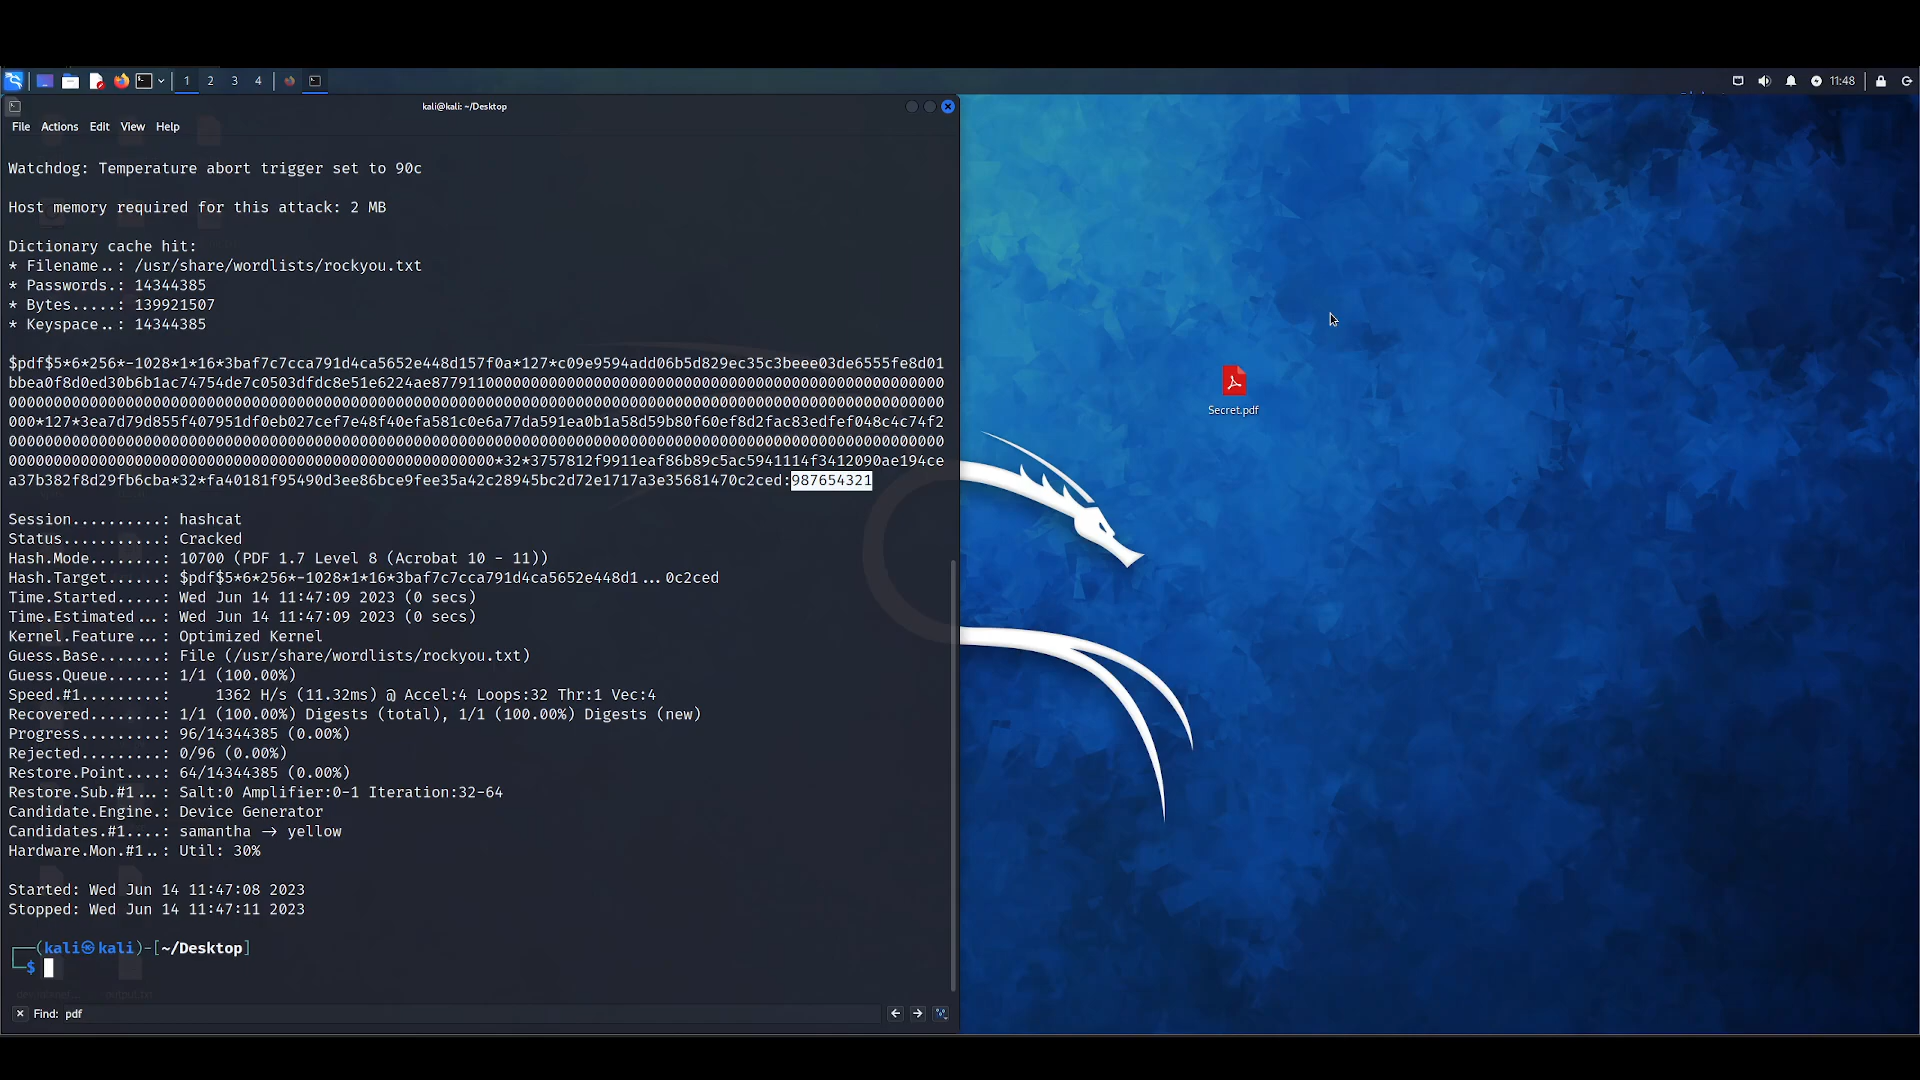 1 2 3 4 11:48
kali@kali: ~/Desktop
File Actions Edit View Help
Watchdog: Temperature abort trigger set to 90c
Host memory required for this attack: 2 MB
Dictionary cache hit:
* Filename..: /usr/share/wordlists/rockyou.txt
* Passwords.: 14344385
* Bytes.....: 139921507
* Keyspace..: 14344385
$pdf$5*6*256*-1028*1*16*3baf7c7cca791d4ca5652e448d157f0a*127*c09e9594add06b5d829ec35c3beee03de6555fe8d01
bbea0f8d0ed30b6b1ac74754de7c0503dfdc8e51e6224ae877911000000000000000000000000000000000000000000000000000
00000000000000000000000000000000000000000000000000000000000000000000000000000000000000000000000000000000
000*127*3ea7d79d855f407951df0eb027cef7e48f40efa581c0e6a77da591ea0b1a58d59b80f60ef8d2fac83edfef048c4c74f2
00000000000000000000000000000000000000000000000000000000000000000000000000000000000000000000000000000000
000000000000000000000000000000000000000000000000000000*32*3757812f9911eaf86b89c5ac5941114f3412090ae194ce
a37b382f8d29fb6cba*32*fa40181f95490d3ee86bce9fee35a42c28945bc2d72e1717a3e35681470c2ced:987654321
Session..........: hashcat
Status...........: Cracked
Hash.Mode........: 10700 (PDF 1.7 Level 8 (Acrobat 10 - 11))
Hash.Target......: $pdf$5*6*256*-1028*1*16*3baf7c7cca791d4ca5652e448d1...0c2ced
Time.Started.....: Wed Jun 14 11:47:09 2023 (0 secs)
Time.Estimated...: Wed Jun 14 11:47:09 2023 (0 secs)
Kernel.Feature...: Optimized Kernel
Guess.Base.......: File (/usr/share/wordlists/rockyou.txt)
Guess.Queue......: 1/1 (100.00%)
Speed.#1.........:     1362 H/s (11.32ms) @ Accel:4 Loops:32 Thr:1 Vec:4
Recovered........: 1/1 (100.00%) Digests (total), 1/1 (100.00%) Digests (new)
Progress.........: 96/14344385 (0.00%)
Rejected.........: 0/96 (0.00%)
Restore.Point....: 64/14344385 (0.00%)
Restore.Sub.#1...: Salt:0 Amplifier:0-1 Iteration:32-64
Candidate.Engine.: Device Generator
Candidates.#1....: samantha -> yellow
Hardware.Mon.#1..: Util: 30%
Started: Wed Jun 14 11:47:08 2023
Stopped: Wed Jun 14 11:47:11 2023
┌──(kali㉿kali)-[~/Desktop]
└─$
Find: pdf
Secret.pdf